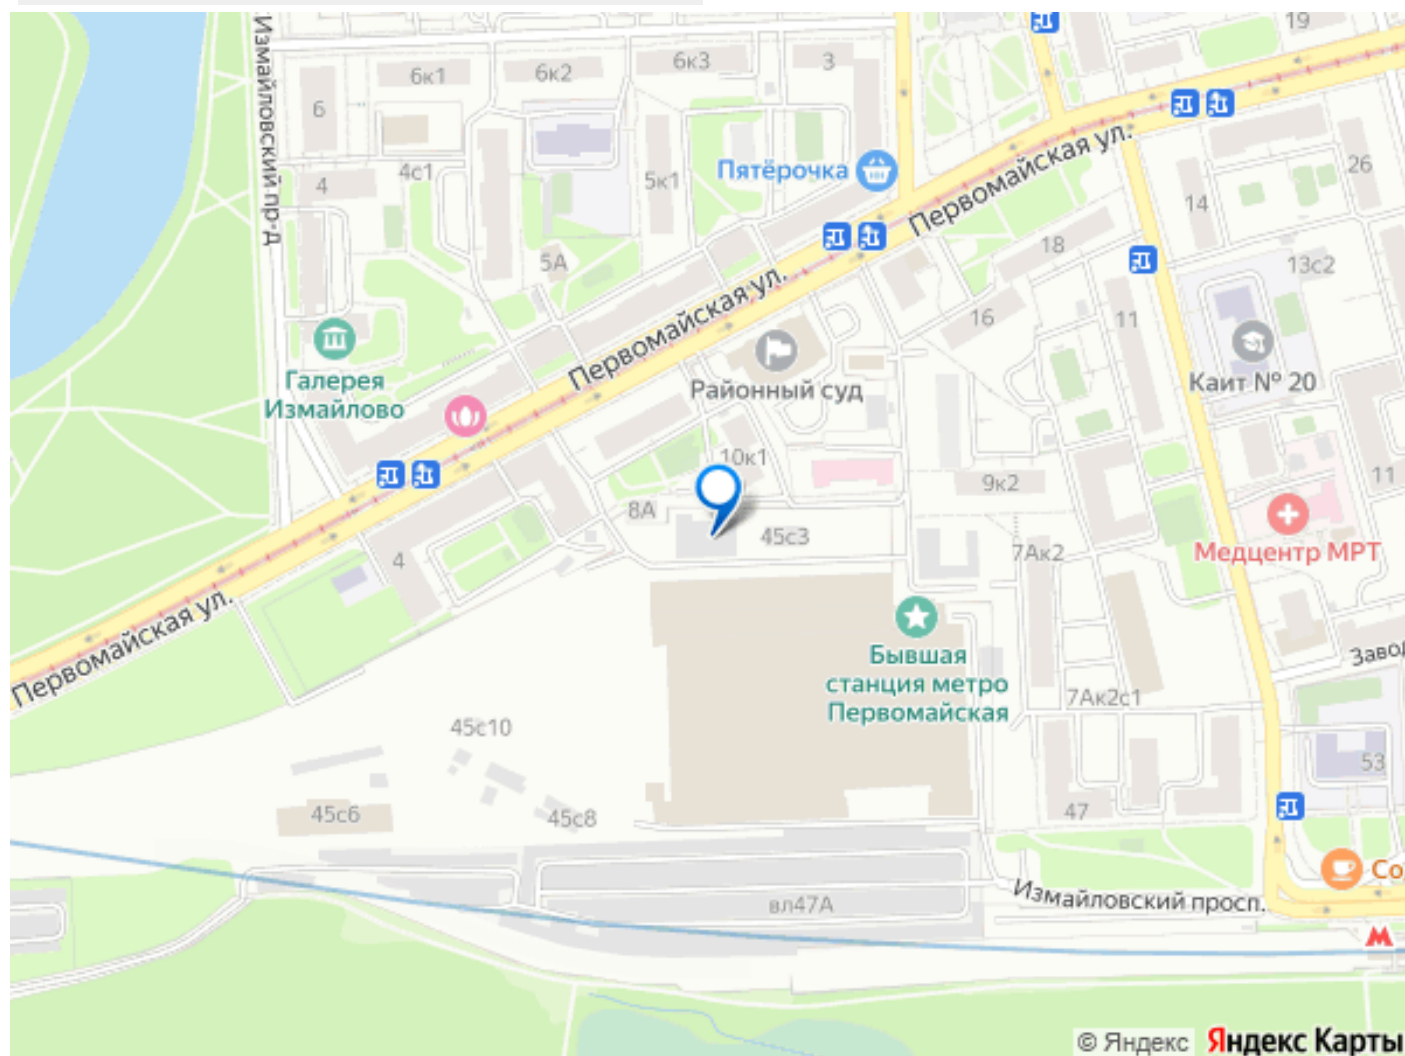 Измайловский пр-д
6к1
6к2
6к3
3
19
6
4
4с1
5к1
Пятёрочка
Первомайская ул.
26
14
18
5А
13с2
Первомайская ул.
16
11
Галерея
Измайлово
Районный суд
Каит № 20
10к1
11
9к2
8А
45с3
7Ак2
Медцентр МРТ
4
Первомайская ул.
Бывшая
станция метро
Первомайская
Завод
7Ак2с1
45с10
53
45с6
45с8
47
Со
вл47А
Измайловский просп.
© Яндекс Яндекс Карты